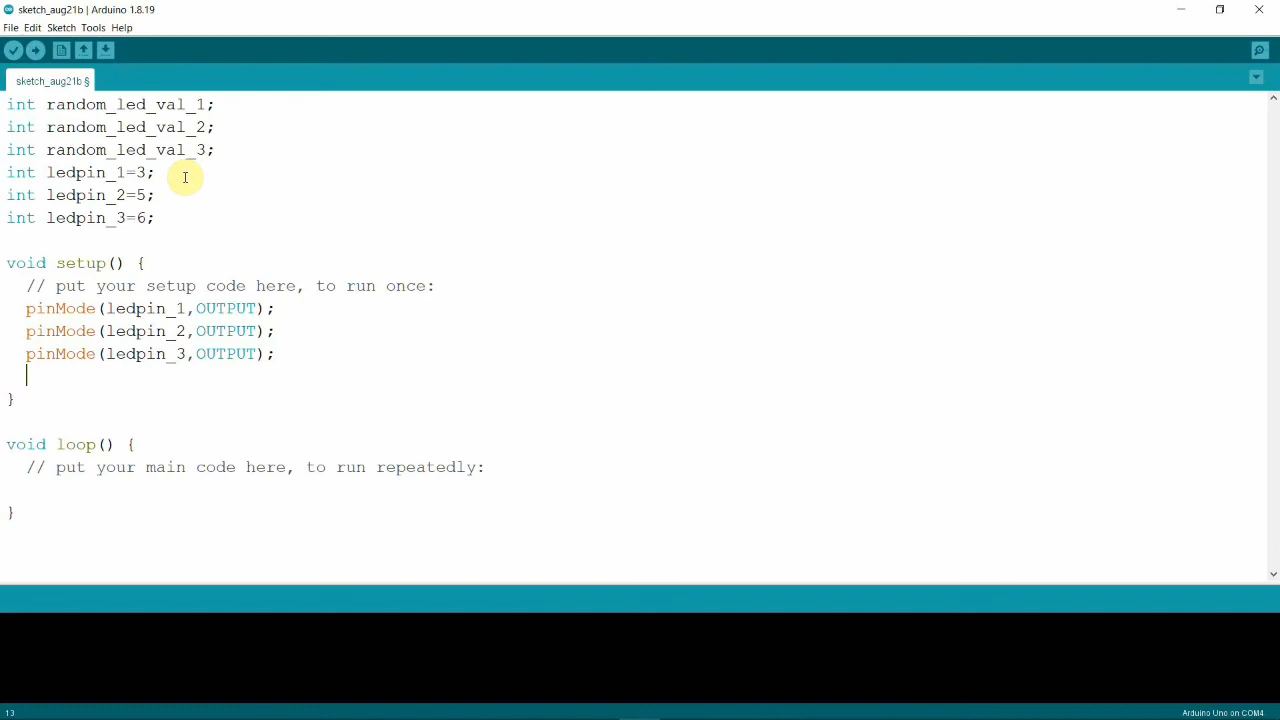 sketch_aug21b | Arduino 1.8.19
File Edit Sketch Tools Help
sketch_aug21b §
int random_led_val_1;
int random_led_val_2;
int random_led_val_3;
int ledpin_1=3;
int ledpin_2=5;
int ledpin_3=6;
void setup() {
// put your setup code here, to run once:
pinMode(ledpin_1,OUTPUT);
pinMode(ledpin_2,OUTPUT);
pinMode(ledpin_3,OUTPUT);
}
void loop() {
// put your main code here, to run repeatedly:
}
13
Arduino Uno on COM4